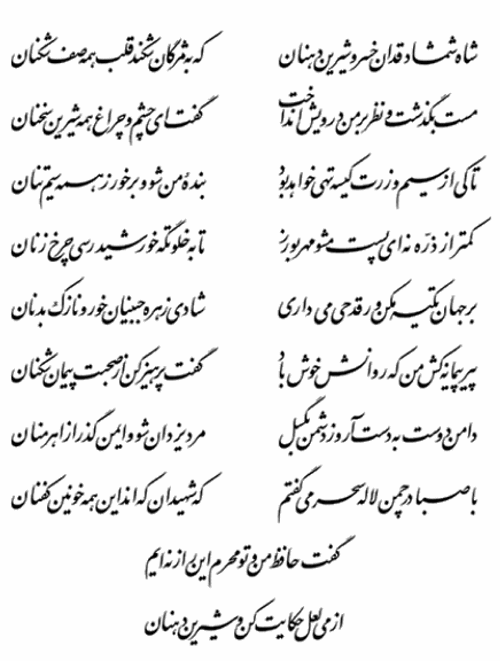 شاه شمشاد قدان خسرو شیرین دهنان که به مژگان شکند قلب همه صف شکنان
مست بگذشت و نظر بر من درویش انداخت گفت ای چشم و چراغ همه شیرین سخنان
تا کی از سیم و زرت کیسه تهی خواهد بود بندهٔ من شو و برخور ز همه سیم تنان
کمتر از ذرّه نه ای پست مشو مهر بورز تا به خلوتگه خورشید رسی چرخ زنان
بر جهان تکیه مکن ور قدحی می داری شادی زهره جبینان خور و نازک بدنان
پیر پیمانه کش من که روانش خوش باد گفت پرهیز کن از صحبت پیمان شکنان
دامن دوست به دست آر و ز دشمن بگسل مرد یزدان شو و ایمن گذر از اهرمنان
با صبا در چمن لاله سحر می گفتم که شهیدان که اند این همه خونین کفنان
گفت حافظ من و تو محرم این راز نه ایم
از می لعل حکایت کن و شیرین دهنان